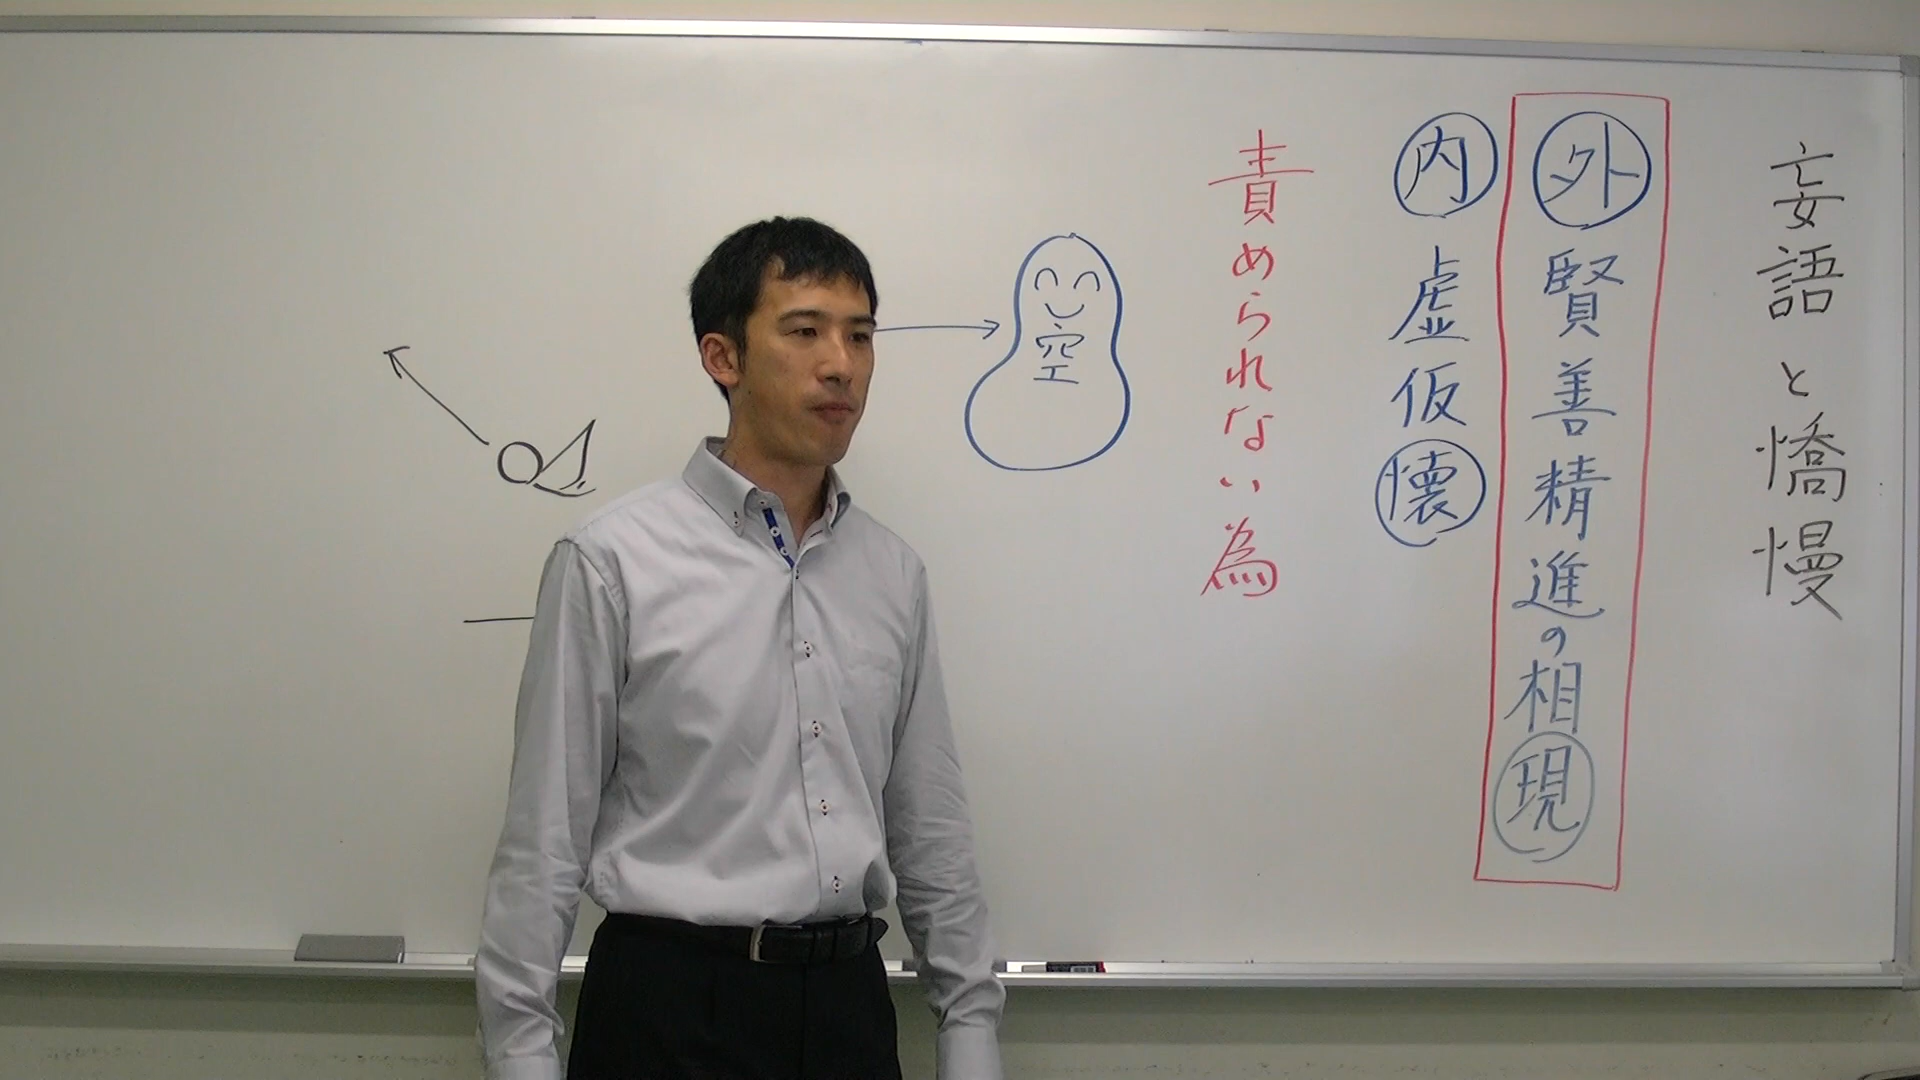 妄語と憍慢
外賢善精進の相現
内虚仮懐
責められない為
空